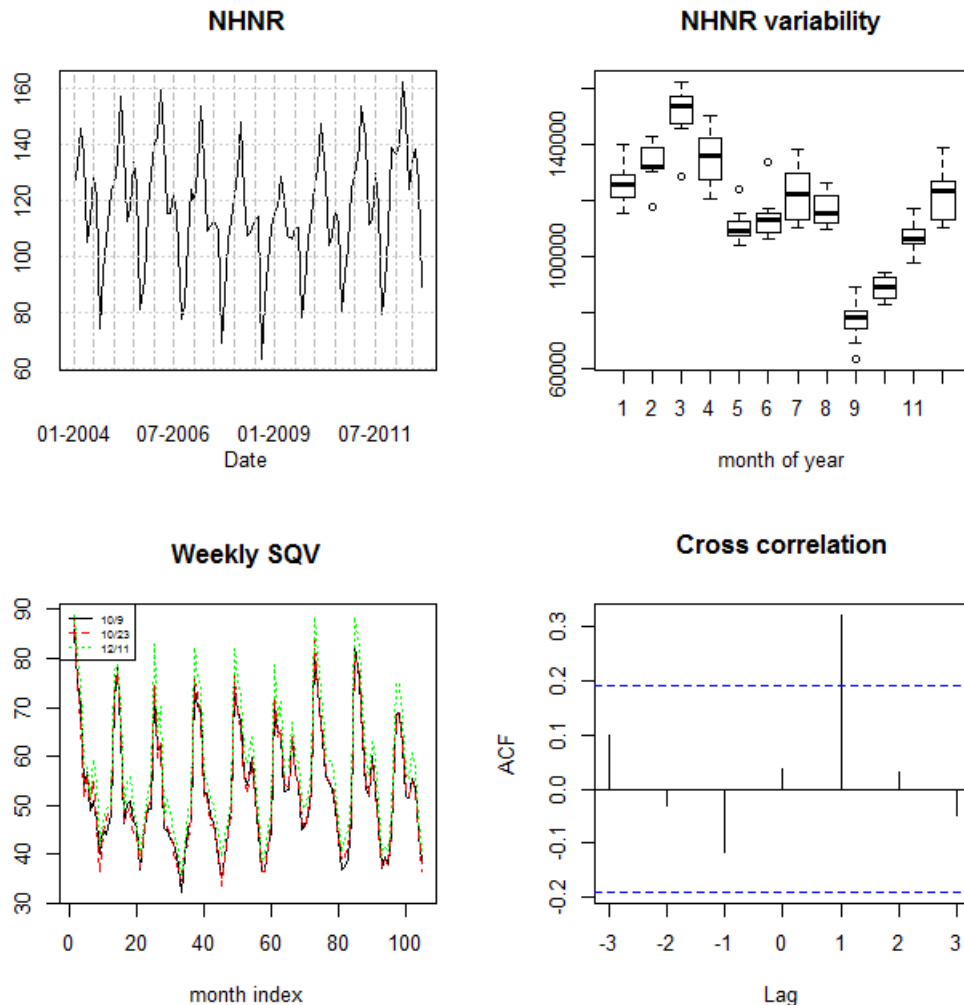 NHNR
160
140
120
100
80
60
01-2004 07-2006 01-2009 07-2011
Date
NHNR variability
140000
100000
60000
1 2 3 4 5 6 7 8 9 11
month of year
Weekly SQV
90
80
70
60
50
40
30
10/9
10/23
12/11
0 20 40 60 80 100
month index
Cross correlation
ACF
0.3
0.2
0.1
0.0
-0.1
-0.2
-3 -2 -1 0 1 2 3
Lag